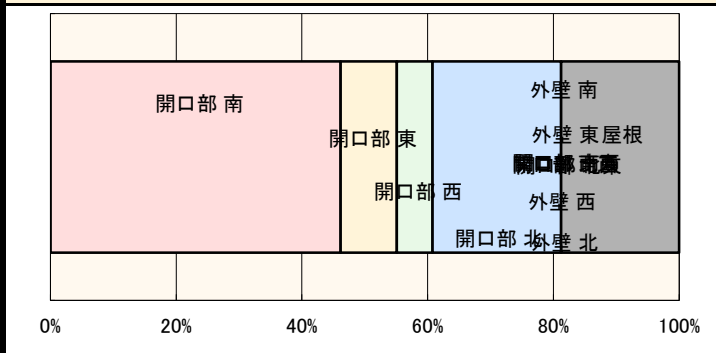 開口部 南
外壁 南
開口部 東
外壁 東屋根
開口部 西
外壁 西
開口部 北
外壁 北
0% 20% 40% 60% 80% 100%